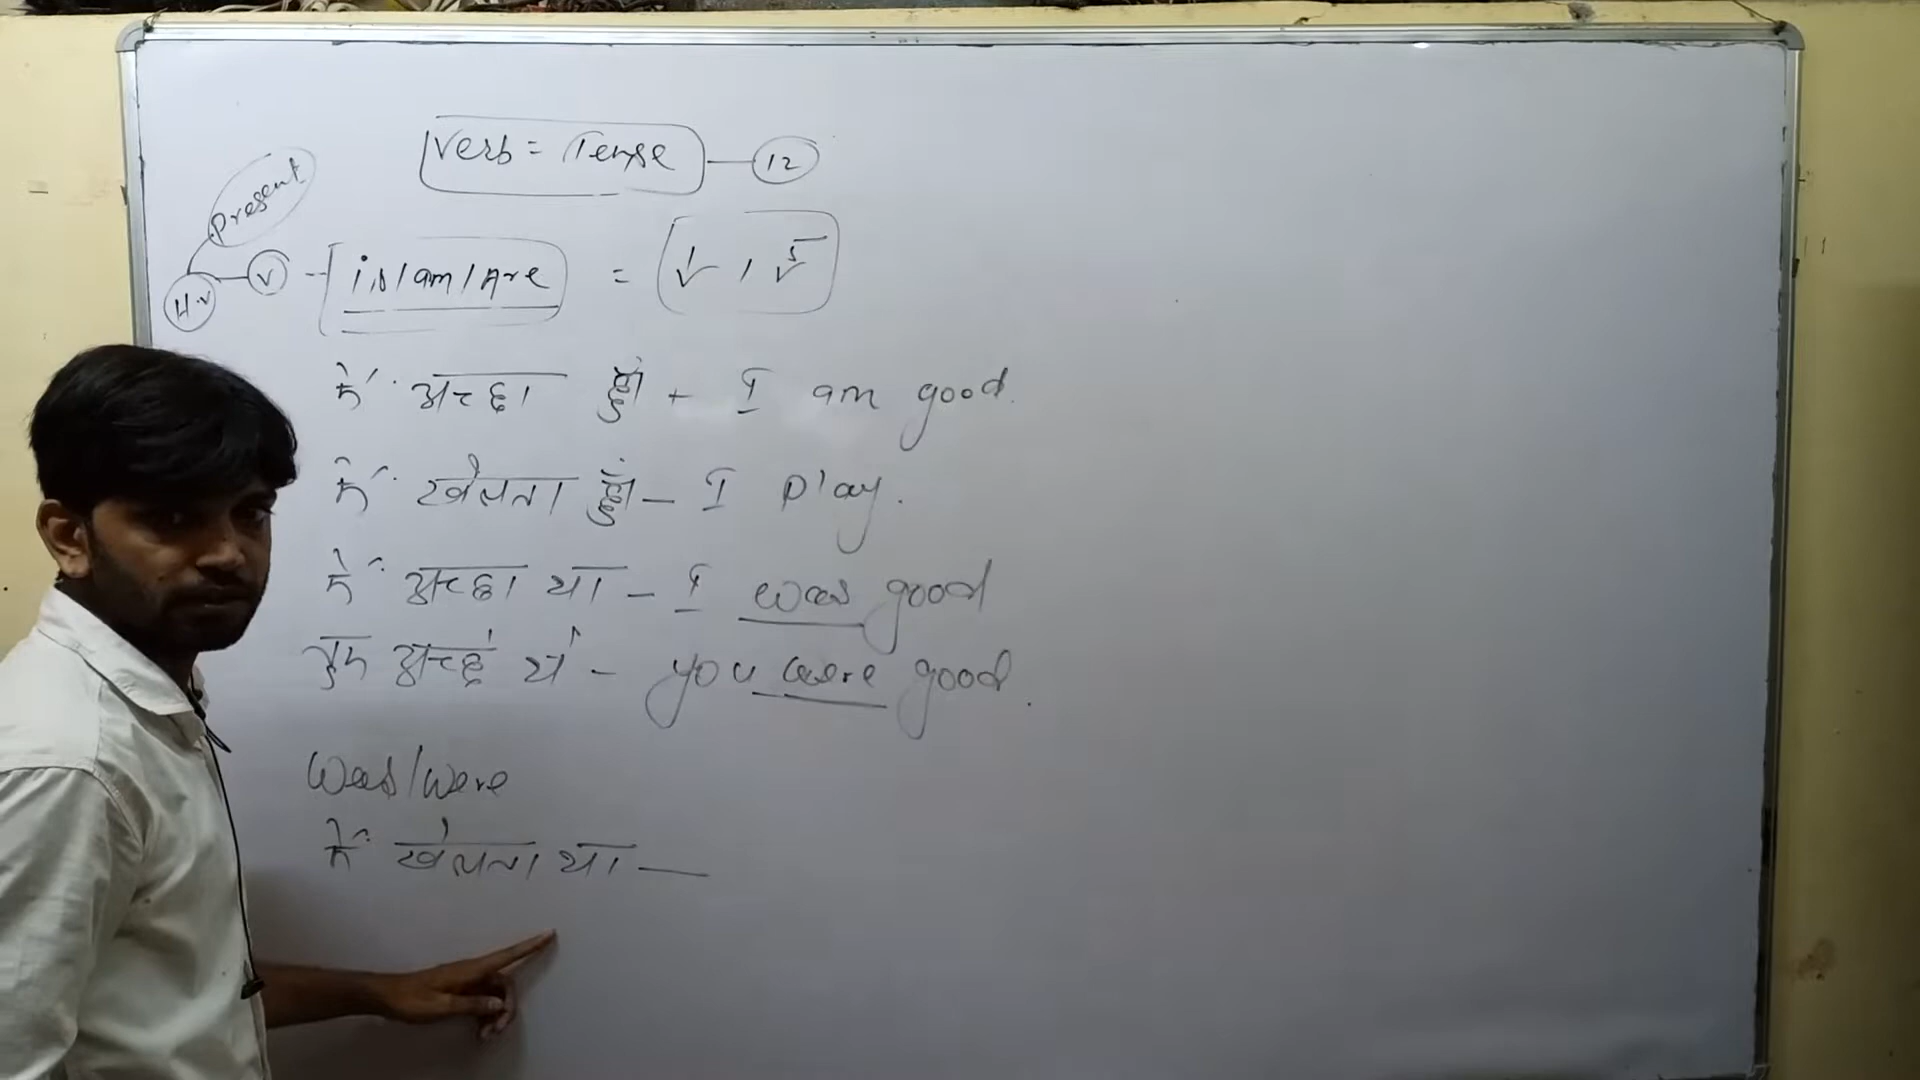 Verb = Tense — 12
Present
H.v — V — is/am/Are = V1, V5
में अच्छा हूँ - I am good.
में खेलता हूँ - I play.
में अच्छा था - I was good
तुम अच्छे थे - you were good.
Was/Were
में खेलता था -